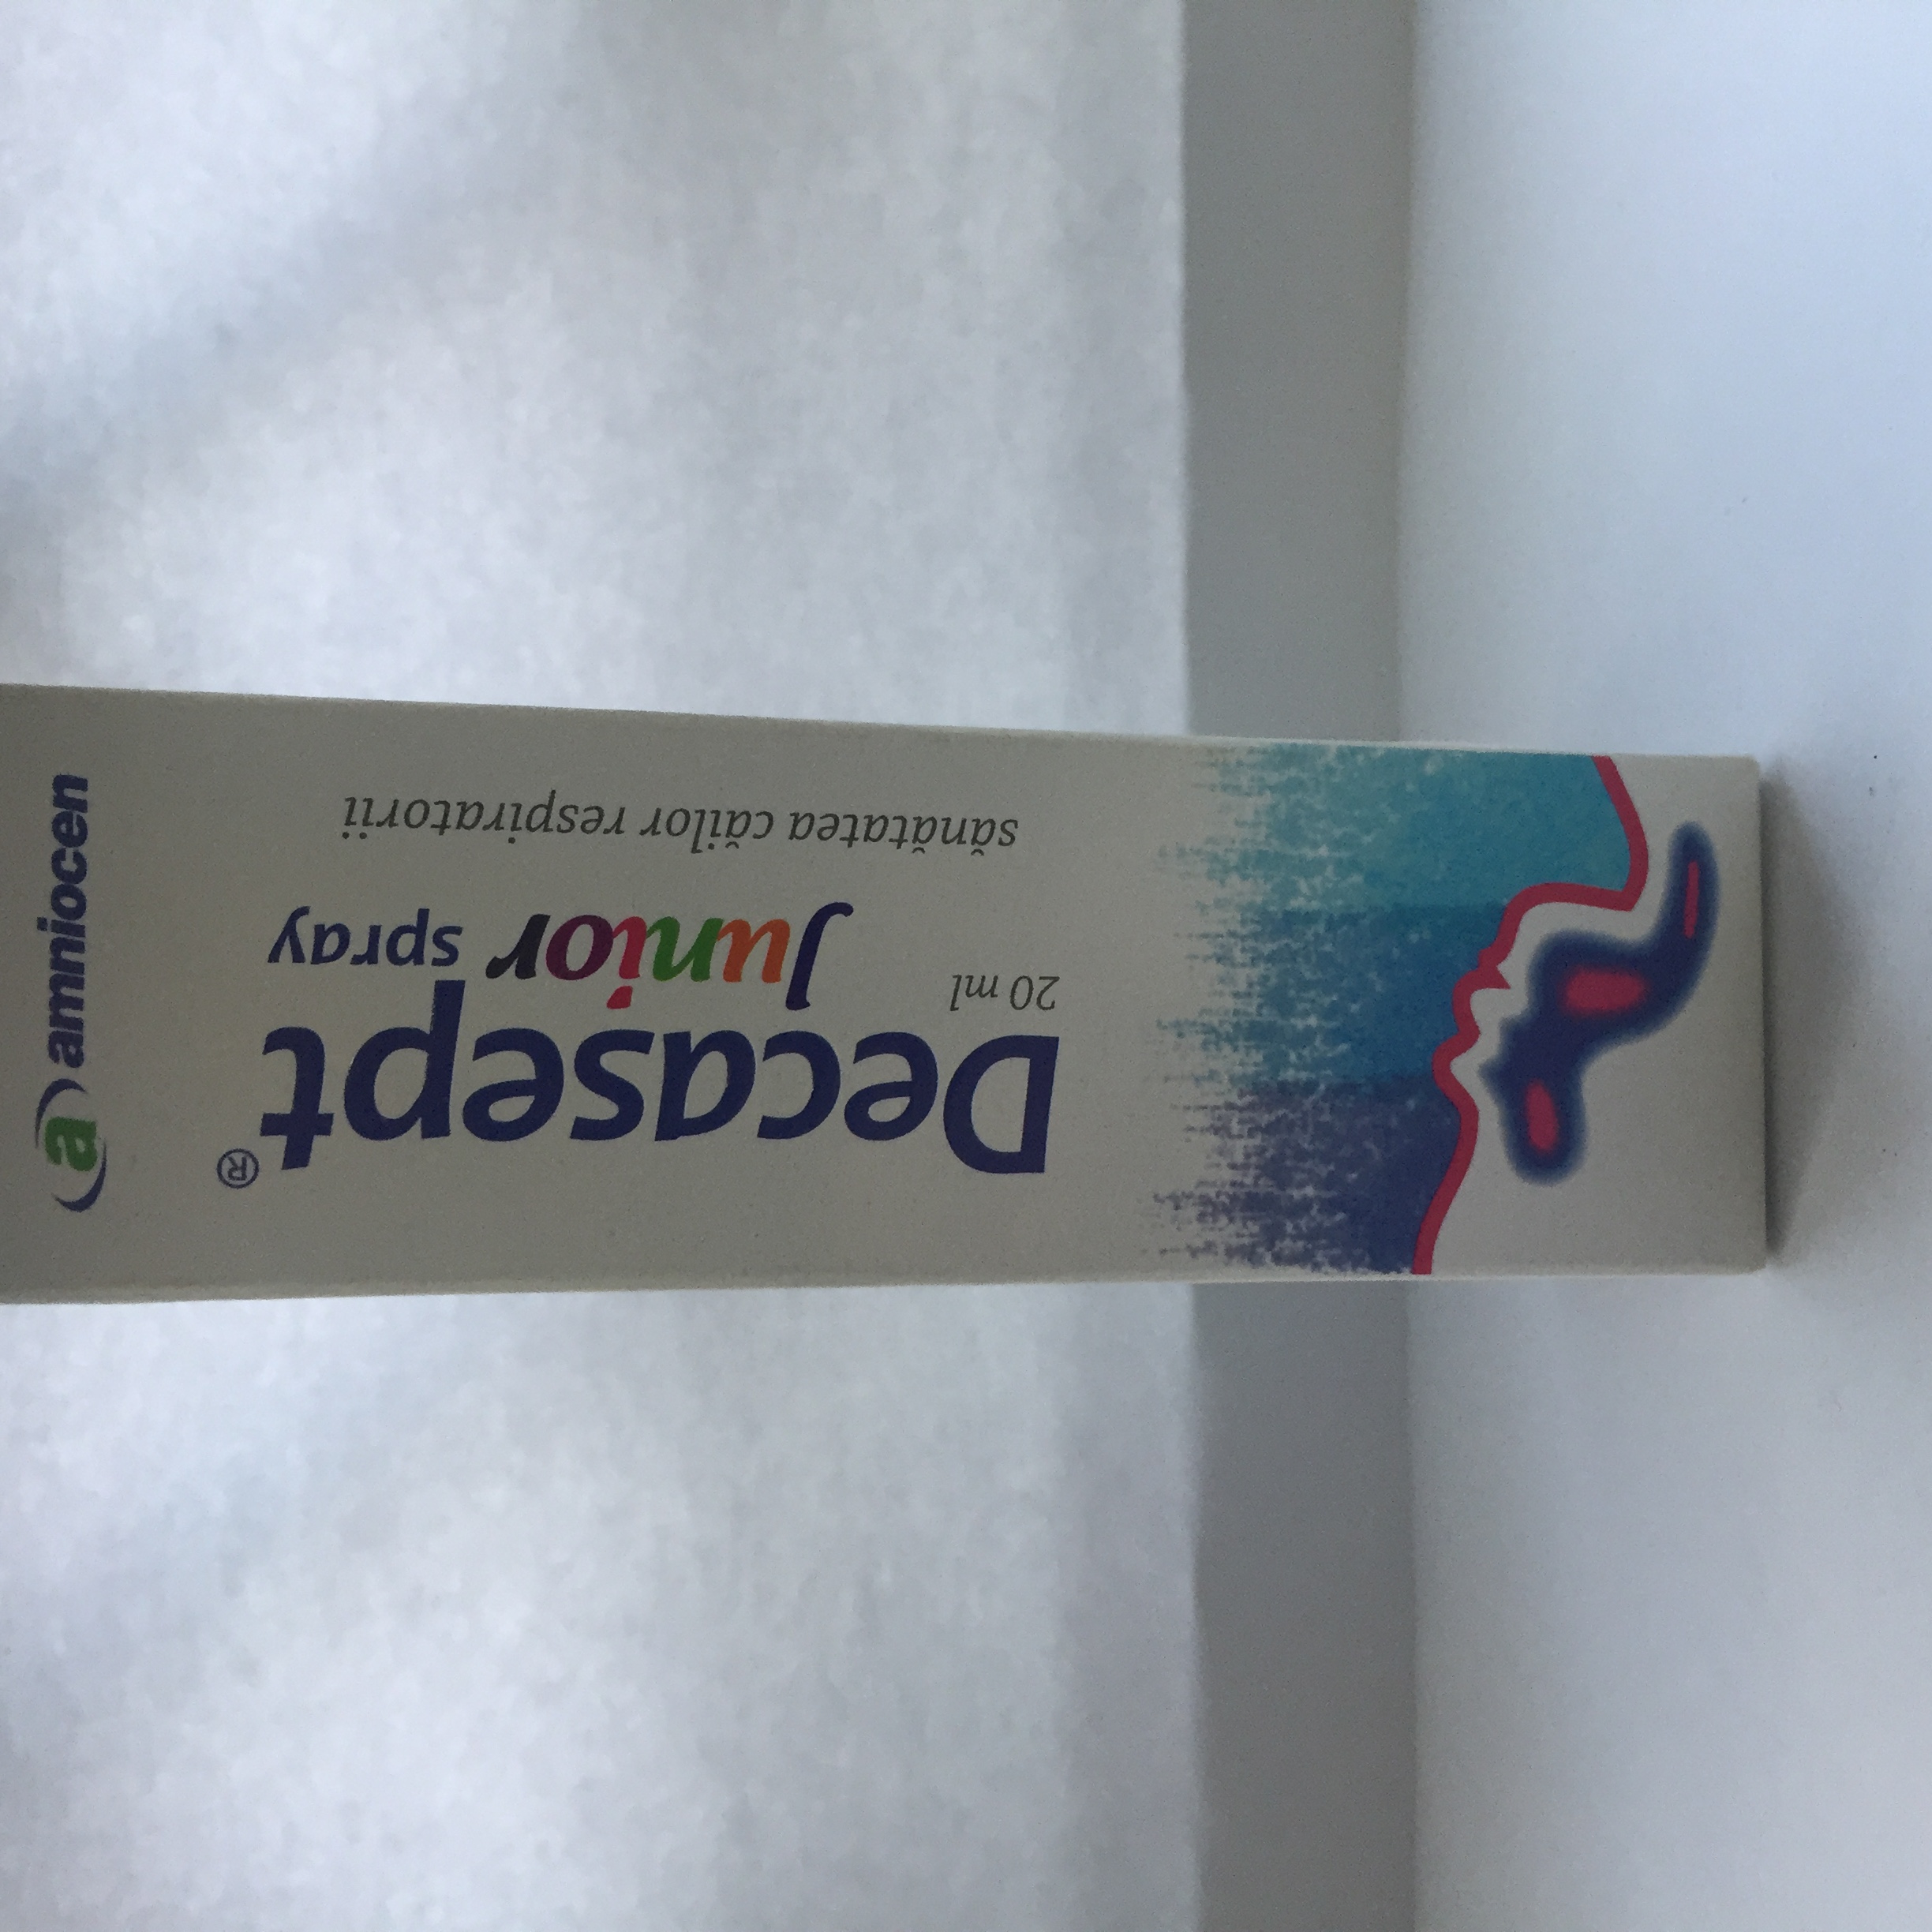 Decasept®
20 ml
Junior spray
sănătatea căilor respiratorii
a amniocen